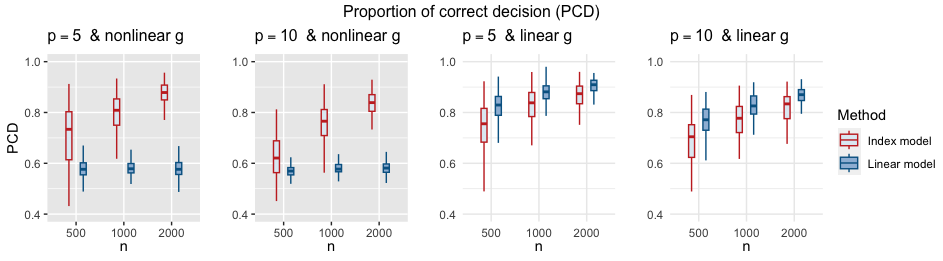 Proportion of correct decision (PCD)
p = 5 & nonlinear g
p = 10 & nonlinear g
p = 5 & linear g
p = 10 & linear g
PCD
1.0
0.8
0.6
0.4
500 1000 2000
n
1.0
0.8
0.6
0.4
500 1000 2000
n
1.0
0.8
0.6
0.4
500 1000 2000
n
1.0
0.8
0.6
0.4
500 1000 2000
n
Method
Index model
Linear model